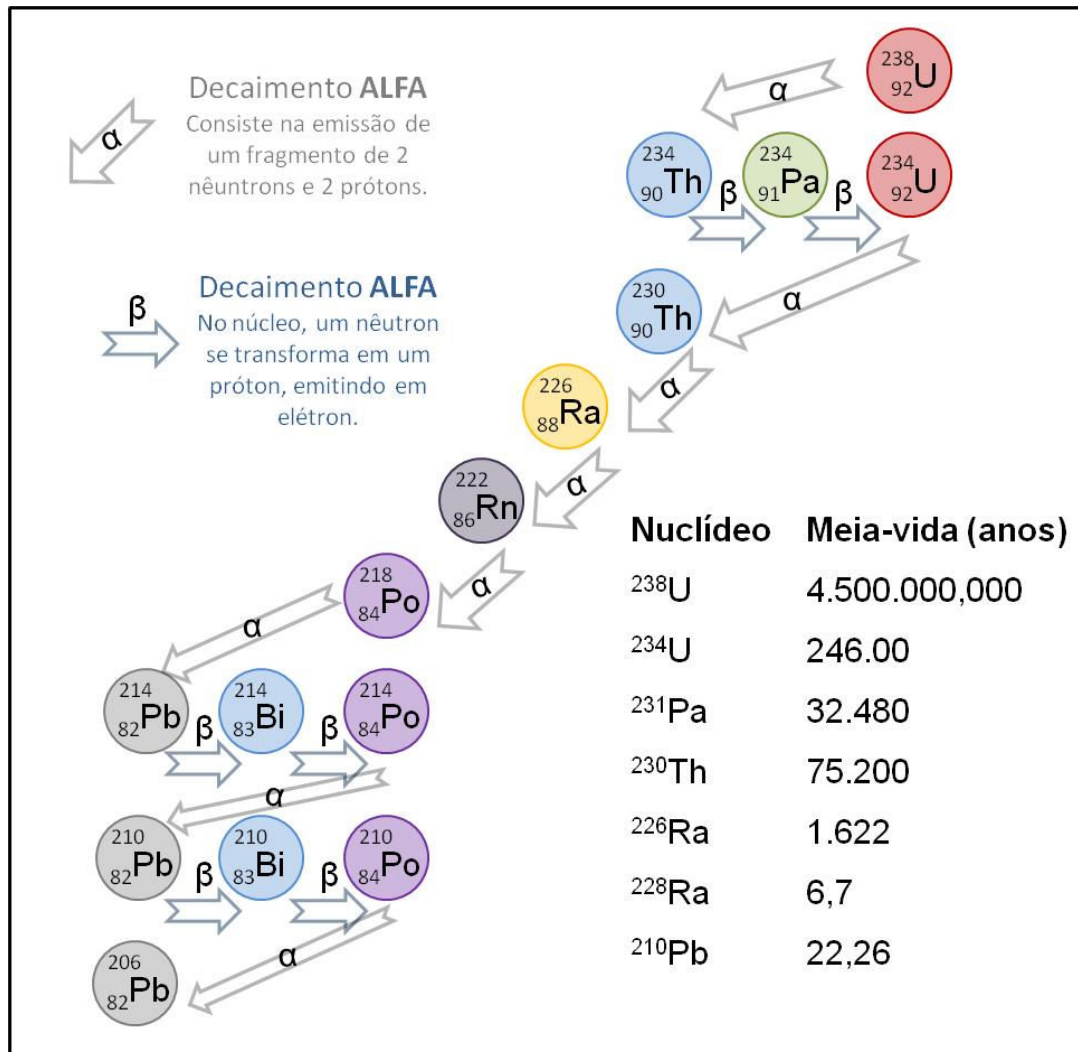 Decaimento ALFA
Consiste na emissão de
um fragmento de 2
nêuntrons e 2 prótons.
α
Decaimento ALFA
No núcleo, um nêutron
se transforma em um
próton, emitindo em
elétron.
β
238
92 U
α
234
90 Th
β
234
91 Pa
β
234
92 U
α
230
90 Th
α
226
88 Ra
α
222
86 Rn
α
218
84 Po
α
214
82 Pb
β
214
83 Bi
β
214
84 Po
α
210
82 Pb
β
210
83 Bi
β
210
84 Po
α
206
82 Pb
Nuclídeo Meia-vida (anos)
238U 4.500.000,000
234U 246.00
231Pa 32.480
230Th 75.200
226Ra 1.622
228Ra 6,7
210Pb 22,26